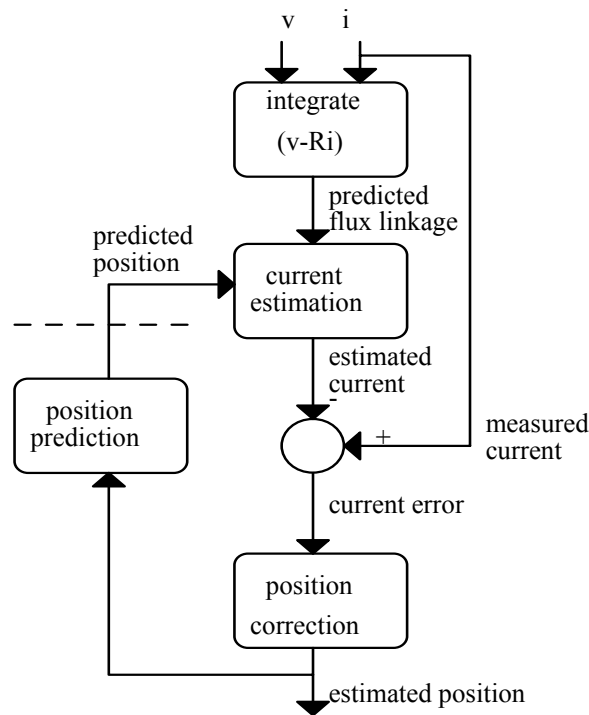 v i
integrate
(v-Ri)
predicted
flux linkage
predicted
position
current
estimation
estimated
current
-
+
measured
current
position
prediction
current error
position
correction
estimated position